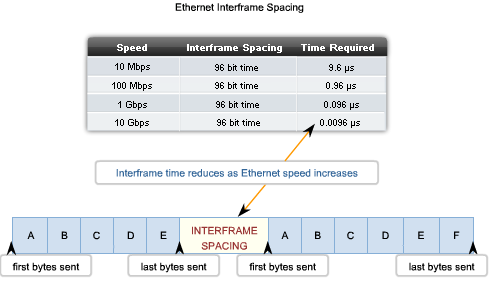 Ethernet Interframe Spacing
Speed Interframe Spacing Time Required
10 Mbps 96 bit time 9.6 µs
100 Mbps 96 bit time 0.96 µs
1 Gbps 96 bit time 0.096 µs
10 Gbps 96 bit time 0.0096 µs
Interframe time reduces as Ethernet speed increases
A B C D E INTERFRAME SPACING A B C D E F
first bytes sent last bytes sent first bytes sent last bytes sent